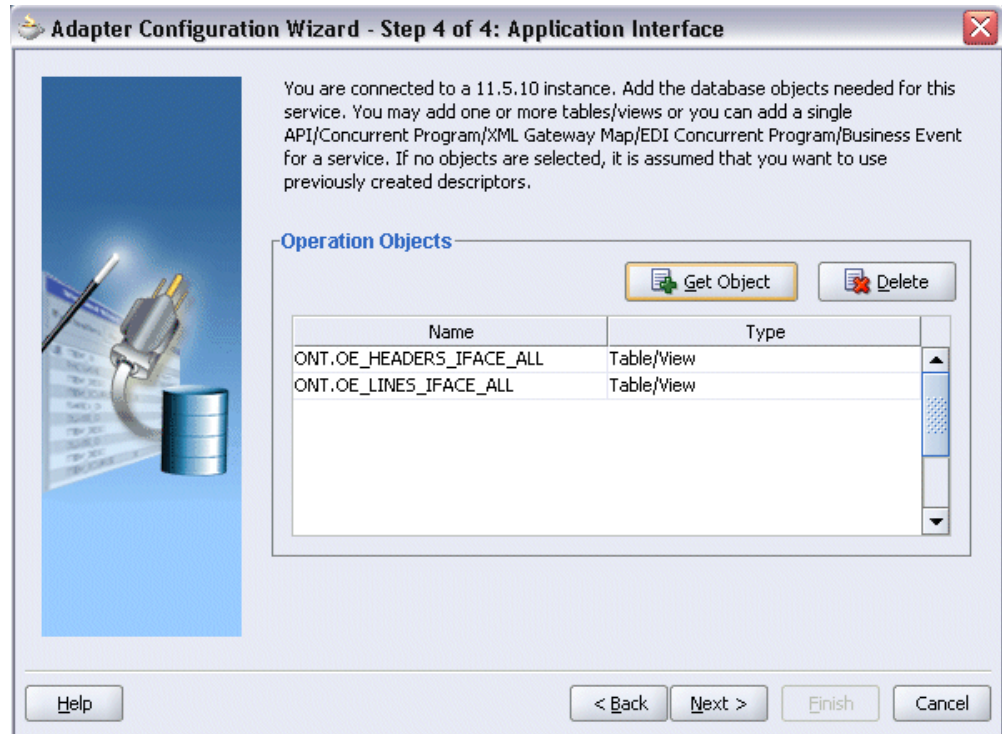 Adapter Configuration Wizard - Step 4 of 4: Application Interface
You are connected to a 11.5.10 instance. Add the database objects needed for this
service. You may add one or more tables/views or you can add a single
API/Concurrent Program/XML Gateway Map/EDI Concurrent Program/Business Event
for a service. If no objects are selected, it is assumed that you want to use
previously created descriptors.
Operation Objects
Get Object
Delete
Name Type
ONT.OE_HEADERS_IFACE_ALL Table/View
ONT.OE_LINES_IFACE_ALL Table/View
Help
< Back
Next >
Finish
Cancel